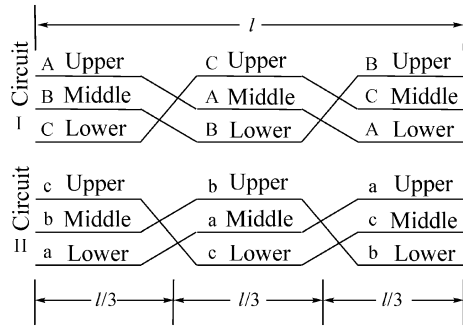 l
Circuit I
A Upper C Upper B Upper
B Middle A Middle C Middle
C Lower B Lower A Lower
Circuit II
c Upper b Upper a Upper
b Middle a Middle c Middle
a Lower c Lower b Lower
l/3 l/3 l/3